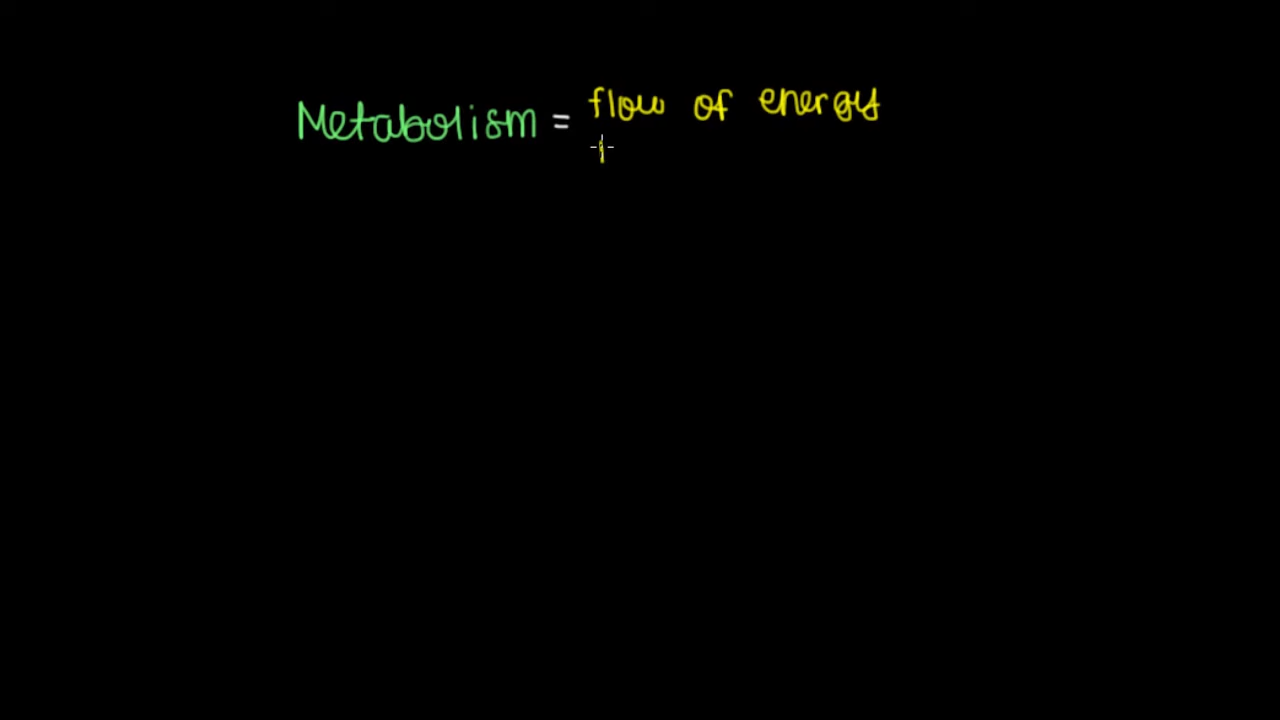 Metabolism = flow of energy